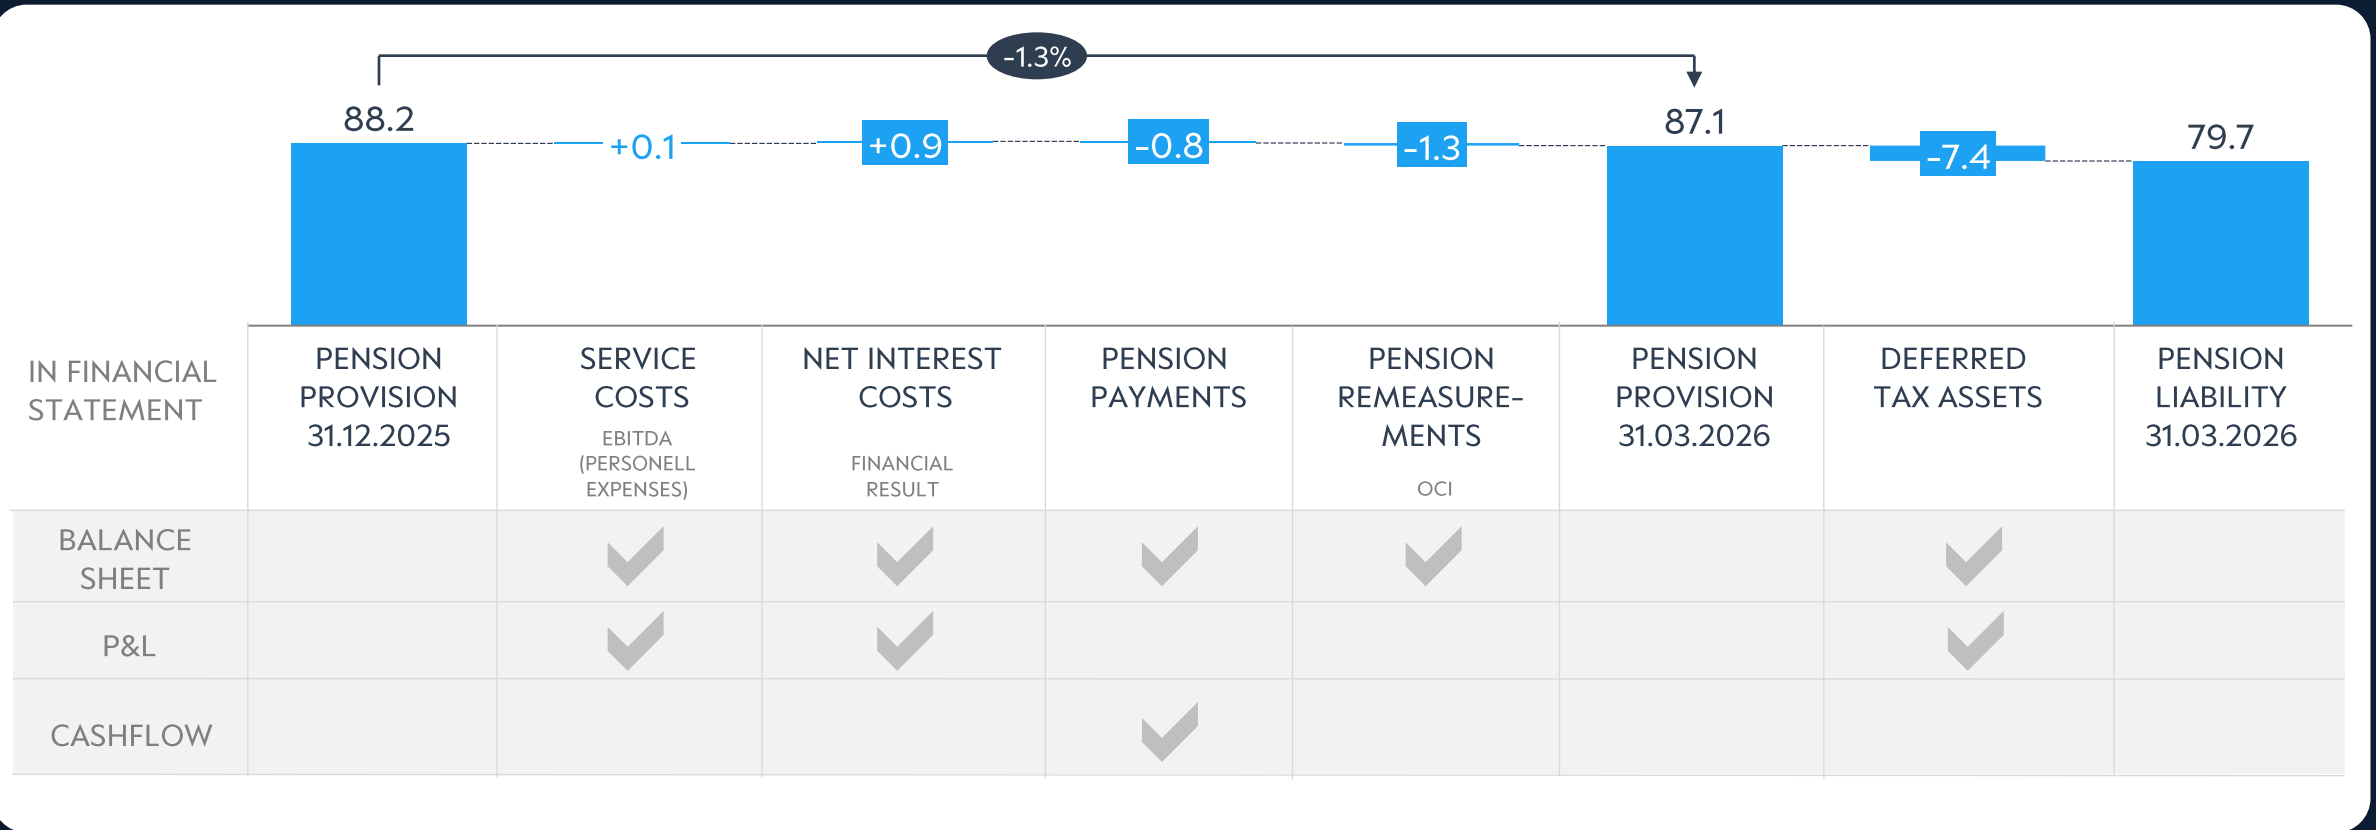 -1.3%
88.2
+0.1
+0.9
-0.8
-1.3
87.1
-7.4
79.7
IN FINANCIAL
STATEMENT
PENSION
PROVISION
31.12.2025
SERVICE
COSTS
EBITDA
(PERSONELL
EXPENSES)
NET INTEREST
COSTS
FINANCIAL
RESULT
PENSION
PAYMENTS
PENSION
REMEASURE-
MENTS
OCI
PENSION
PROVISION
31.03.2026
DEFERRED
TAX ASSETS
PENSION
LIABILITY
31.03.2026
BALANCE
SHEET
P&L
CASHFLOW